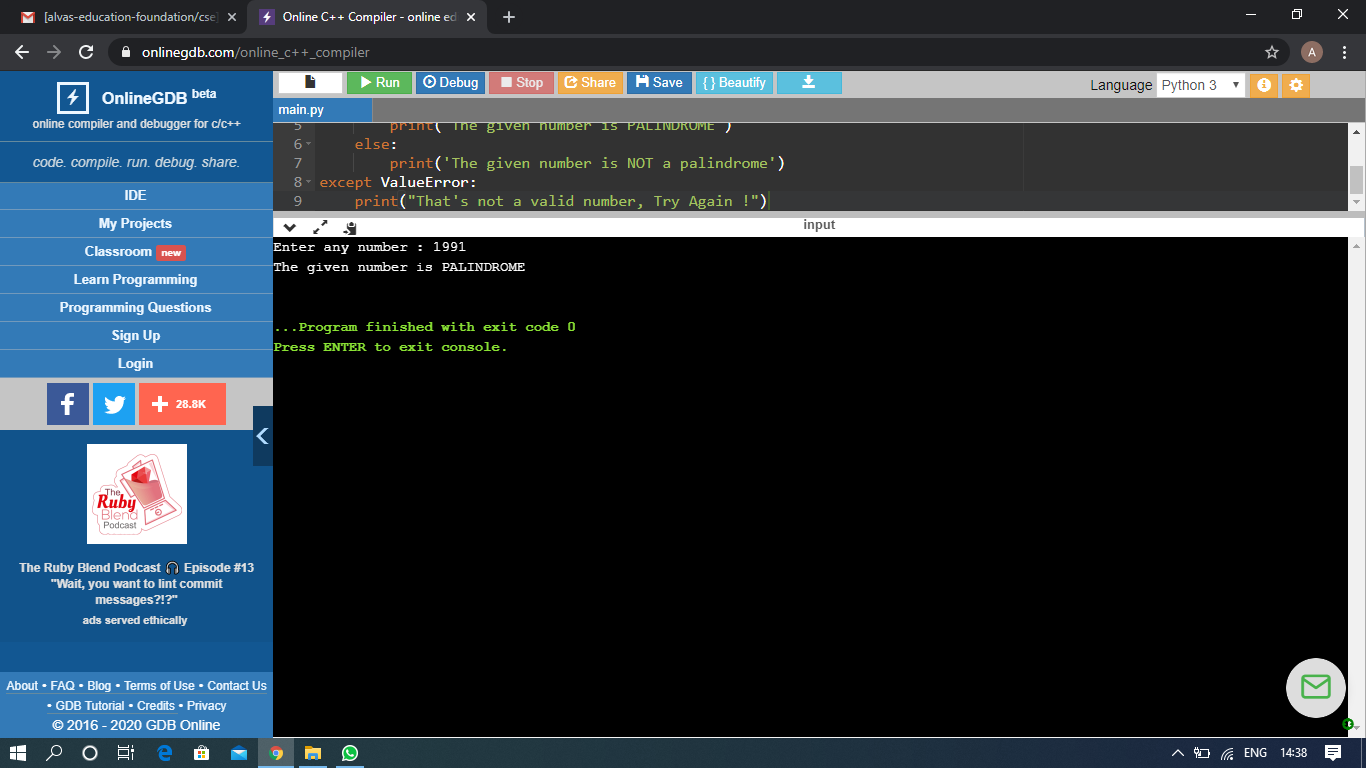 [alvas-education-foundation/cse]
Online C++ Compiler - online ed
onlinegdb.com/online_c++_compiler
A
OnlineGDB beta
online compiler and debugger for c/c++
code. compile. run. debug. share.
IDE
My Projects
Classroom new
Learn Programming
Programming Questions
Sign Up
Login
28.8K
The
Ruby
Blend
Podcast
The Ruby Blend Podcast 🎧 Episode #13
"Wait, you want to lint commit
messages?!?"
ads served ethically
About • FAQ • Blog • Terms of Use • Contact Us
• GDB Tutorial • Credits • Privacy
© 2016 - 2020 GDB Online
Run Debug Stop Share Save { } Beautify
Language Python 3
main.py
5 print('The given number is PALINDROME')
6 else:
7 print('The given number is NOT a palindrome')
8 except ValueError:
9 print("That's not a valid number, Try Again !")
input
Enter any number : 1991
The given number is PALINDROME
...Program finished with exit code 0
Press ENTER to exit console.
ENG 14:38